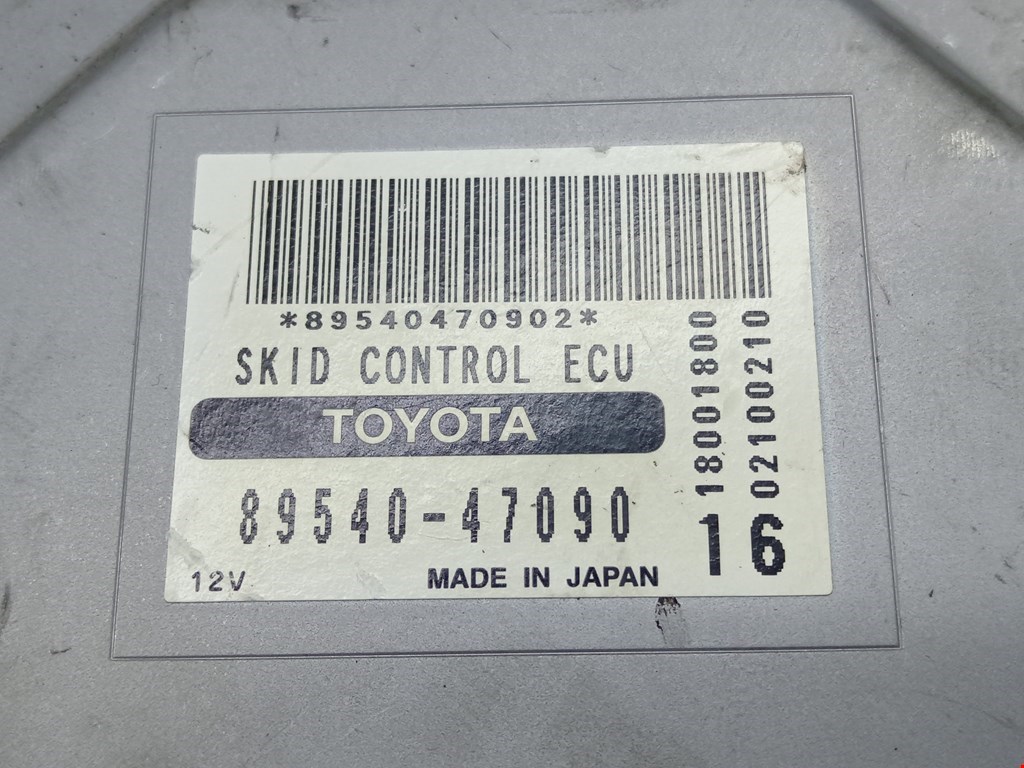 *89540470902*
SKID CONTROL ECU
TOYOTA
89540-47090
12V
MADE IN JAPAN
18001800
02100210
16